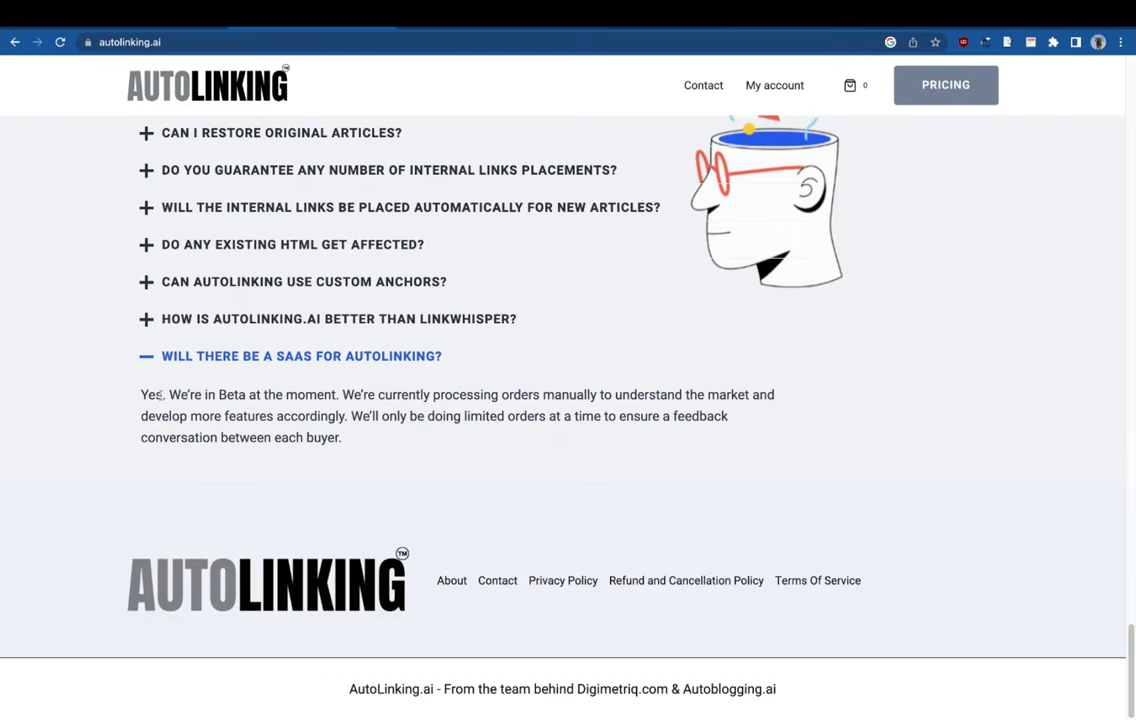 autolinking.ai
AUTOLINKING™
Contact
My account
0
PRICING
CAN I RESTORE ORIGINAL ARTICLES?
DO YOU GUARANTEE ANY NUMBER OF INTERNAL LINKS PLACEMENTS?
WILL THE INTERNAL LINKS BE PLACED AUTOMATICALLY FOR NEW ARTICLES?
DO ANY EXISTING HTML GET AFFECTED?
CAN AUTOLINKING USE CUSTOM ANCHORS?
HOW IS AUTOLINKING.AI BETTER THAN LINKWHISPER?
WILL THERE BE A SAAS FOR AUTOLINKING?
Yes. We’re in Beta at the moment. We’re currently processing orders manually to understand the market and
develop more features accordingly. We’ll only be doing limited orders at a time to ensure a feedback
conversation between each buyer.
AUTOLINKING™
About Contact Privacy Policy Refund and Cancellation Policy Terms Of Service
AutoLinking.ai - From the team behind Digimetriq.com & Autoblogging.ai